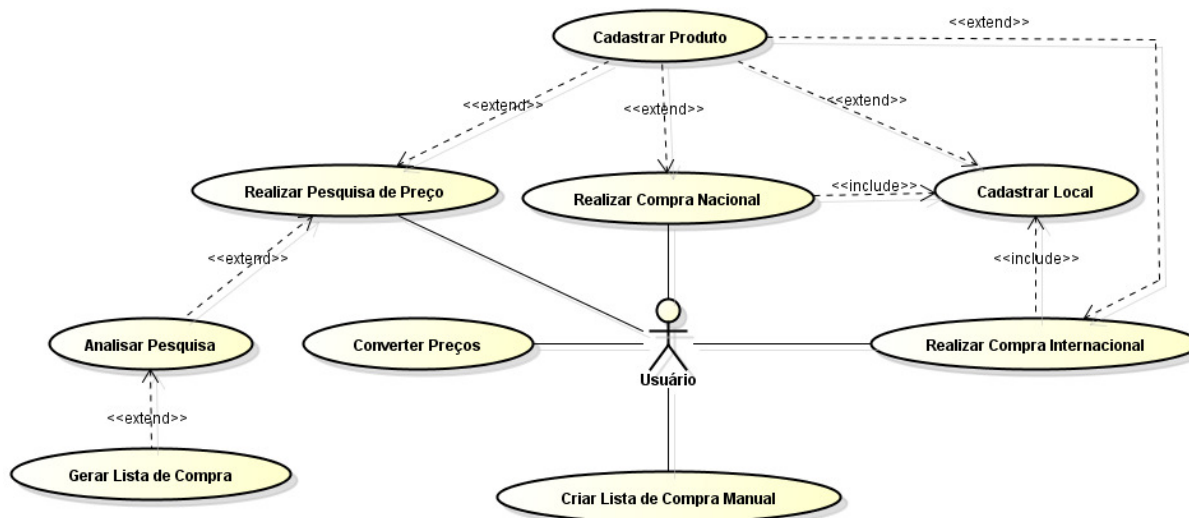 <<extend>>
Cadastrar Produto
<<extend>>
<<extend>>
<<extend>>
Realizar Pesquisa de Preço
Realizar Compra Nacional
<<include>>
Cadastrar Local
<<extend>>
<<include>>
Analisar Pesquisa
Converter Preços
Usuário
Realizar Compra Internacional
<<extend>>
Gerar Lista de Compra
Criar Lista de Compra Manual